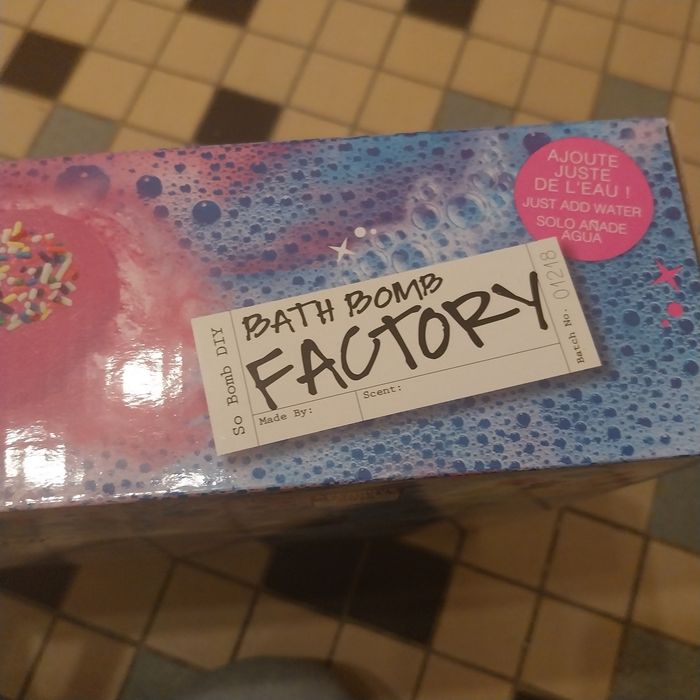 AJOUTE
JUSTE
DE L'EAU !
JUST ADD WATER
SOLO AÑADE
AGUA
So Bomb DIY
BATH BOMB
FACTORY
Made By:
Scent:
Batch No. 01218